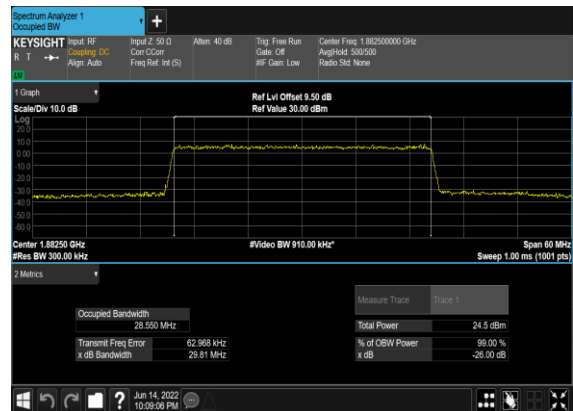 Spectrum Analyzer 1
Occupied BW
+
KEYSIGHT
R T
LU
Input: RF
Coupling: DC
Align: Auto
Input Z: 50 Ω
Corr CCorr
Freq Ref: Int (S)
Atten: 40 dB
Trig: Free Run
Gate: Off
#IF Gain: Low
Center Freq: 1.882500000 GHz
Avg|Hold: 500/500
Radio Std: None
1 Graph
Scale/Div 10.0 dB
Ref Lvl Offset 9.50 dB
Ref Value 30.00 dBm
Log
20.0
10.0
0.00
-10.0
-20.0
-30.0
-40.0
-50.0
-60.0
Center 1.88250 GHz
#Res BW 300.00 kHz
#Video BW 910.00 kHz*
Span 60 MHz
Sweep 1.00 ms (1001 pts)
2 Metrics
Measure Trace Trace 1
Occupied Bandwidth
28.550 MHz
Total Power 24.5 dBm
Transmit Freq Error 62.968 kHz
% of OBW Power 99.00 %
x dB Bandwidth 29.81 MHz
x dB -26.00 dB
?
Jun 14, 2022
10:09:06 PM